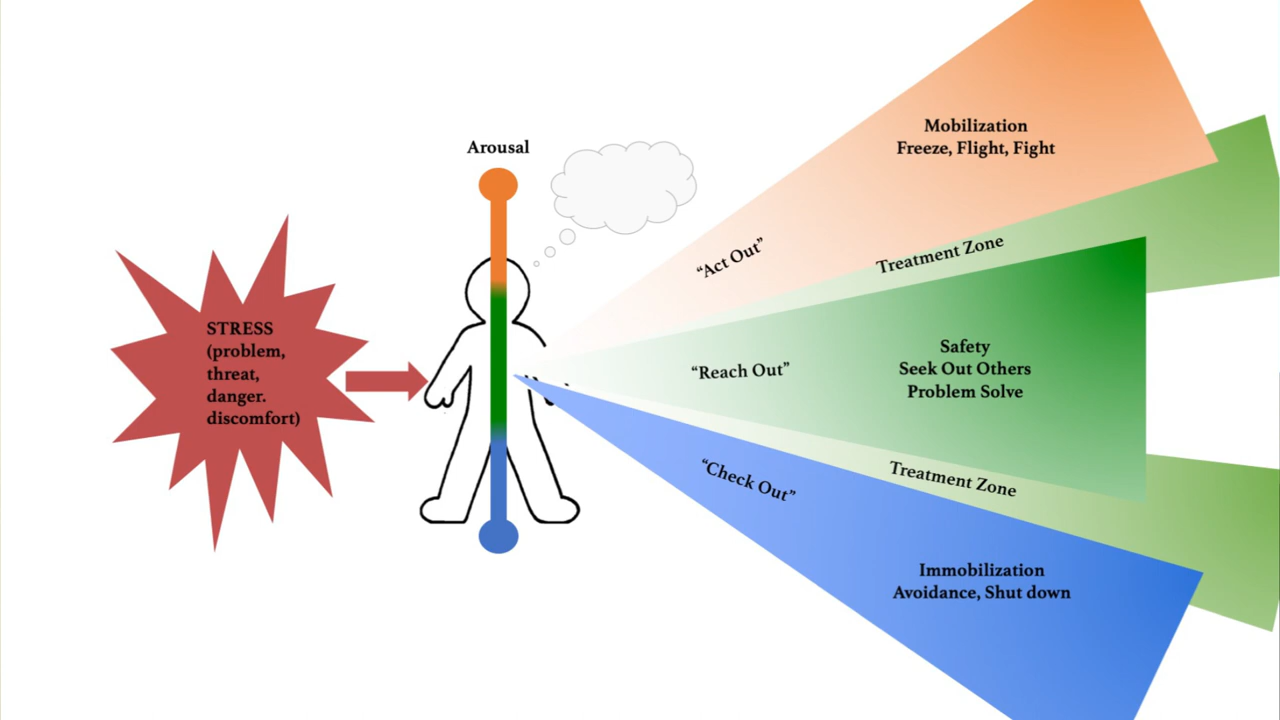 Arousal
STRESS
(problem,
threat,
danger.
discomfort)
Mobilization
Freeze, Flight, Fight
“Act Out”
Treatment Zone
“Reach Out”
Safety
Seek Out Others
Problem Solve
“Check Out”
Treatment Zone
Immobilization
Avoidance, Shut down